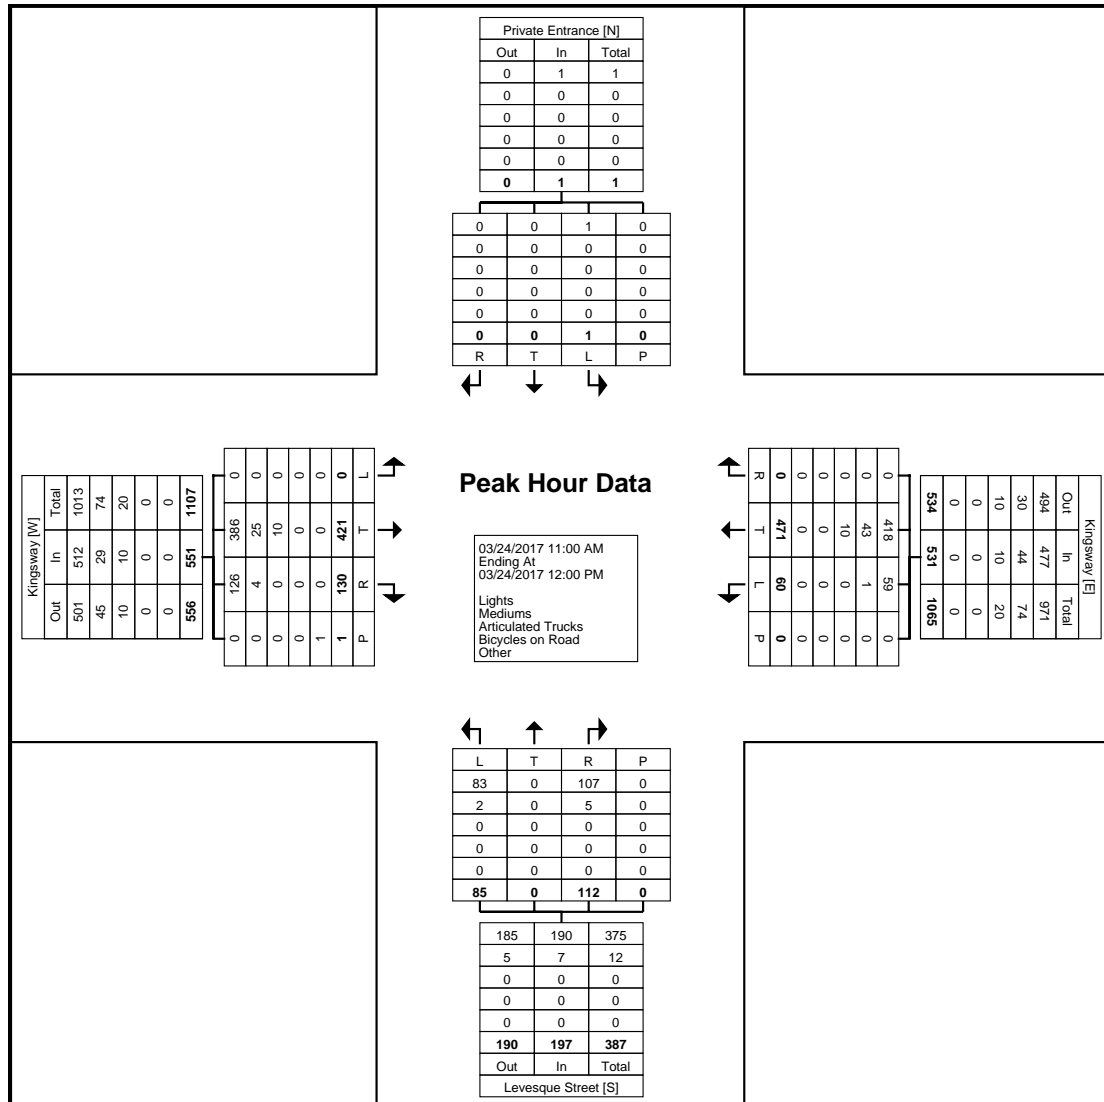 Private Entrance [N]
Out In Total
0 1 1
0 0 0
0 0 0
0 0 0
0 0 0
0 1 1
0 0 1 0
0 0 0 0
0 0 0 0
0 0 0 0
0 0 0 0
0 0 1 0
R T L P
Kingsway [W]
Total 1013 74 20 0 0 1107
In 512 29 10 0 0 551
Out 501 45 10 0 0 556
0 0 0 0 0 0 L
386 25 10 0 0 421 T
126 4 0 0 0 130 R
0 0 0 0 1 1 P
Peak Hour Data
03/24/2017 11:00 AM
Ending At
03/24/2017 12:00 PM
Lights
Mediums
Articulated Trucks
Bicycles on Road
Other
R 0 0 0 0 0 0
T 471 0 0 10 43 418
L 60 0 0 0 1 59
P 0 0 0 0 0 0
Kingsway [E]
Out In Total
494 477 971
30 44 74
10 10 20
0 0 0
0 0 0
534 531 1065
L T R P
83 0 107 0
2 0 5 0
0 0 0 0
0 0 0 0
0 0 0 0
85 0 112 0
185 190 375
5 7 12
0 0 0
0 0 0
0 0 0
190 197 387
Out In Total
Levesque Street [S]